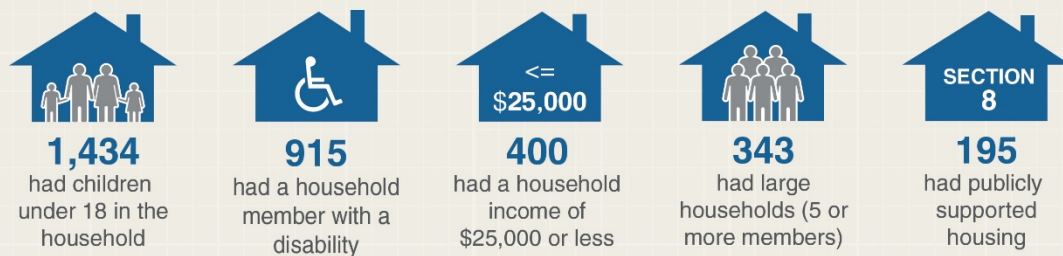 <=
$25,000
SECTION
8
1,434
had children
under 18 in the
household
915
had a household
member with a
disability
400
had a household
income of
$25,000 or less
343
had large
households (5 or
more members)
195
had publicly
supported
housing